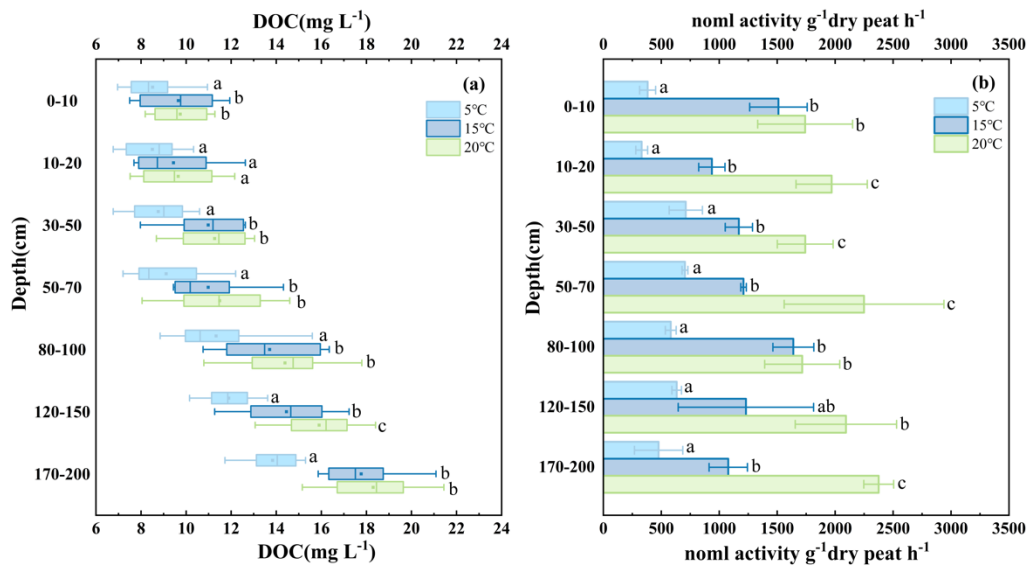 DOC(mg L⁻¹)
6 8 10 12 14 16 18 20 22 24
(a)
5℃
15℃
20℃
Depth(cm)
0-10
a
b
b
10-20
a
a
a
30-50
a
b
b
50-70
a
b
b
80-100
a
b
b
120-150
a
b
c
170-200
a
b
b
6 8 10 12 14 16 18 20 22 24
DOC(mg L⁻¹)
noml activity g⁻¹dry peat h⁻¹
0 500 1000 1500 2000 2500 3000 3500
(b)
5℃
15℃
20℃
Depth(cm)
0-10
a
b
b
10-20
a
b
c
30-50
a
b
c
50-70
a
b
c
80-100
a
b
b
120-150
a
ab
b
170-200
a
b
c
0 500 1000 1500 2000 2500 3000 3500
noml activity g⁻¹dry peat h⁻¹